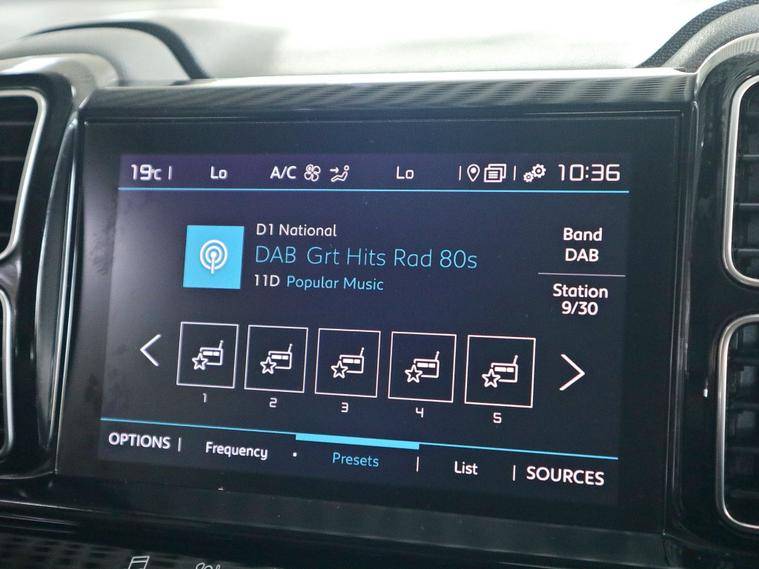 19°C Lo A/C Lo 10:36
D1 National
DAB Grt Hits Rad 80s
11D Popular Music
Band
DAB
Station
9/30
1 2 3 4 5
OPTIONS Frequency Presets List SOURCES